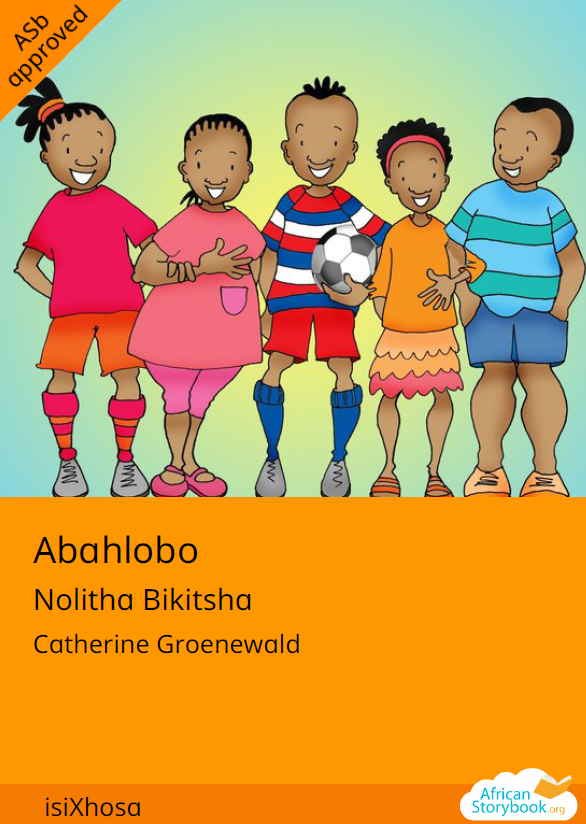 ASb
approved
Abahlobo
Nolitha Bikitsha
Catherine Groenewald
isiXhosa
African
Storybook.org